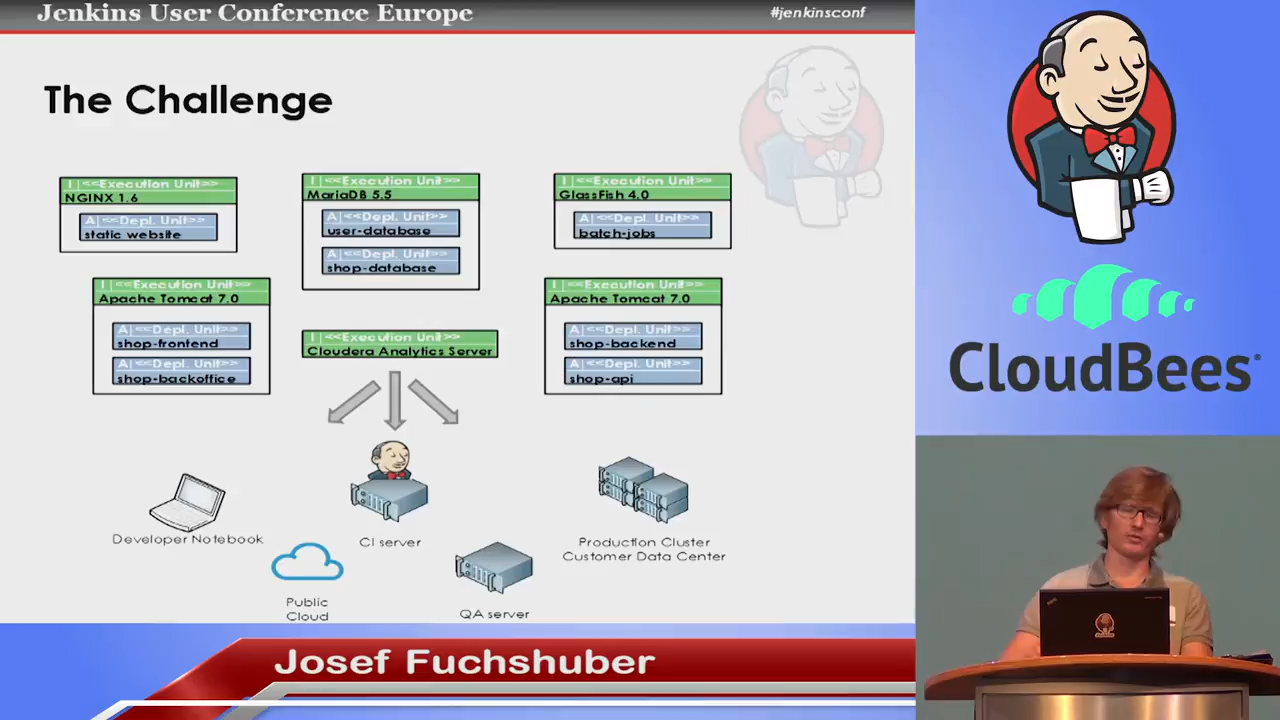 Jenkins User Conference Europe
#jenkinsconf
The Challenge
I | <<Execution Unit>>
NGINX 1.6
A| <<Depl. Unit>>
static website
I | <<Execution Unit>>
MariaDB 5.5
A| <<Depl. Unit>>
user-database
A| <<Depl. Unit>>
shop-database
I | <<Execution Unit>>
GlassFish 4.0
A| <<Depl. Unit>>
batch-jobs
I | <<Execution Unit>>
Apache Tomcat 7.0
A| <<Depl. Unit>>
shop-frontend
A| <<Depl. Unit>>
shop-backoffice
I | <<Execution Unit>>
Cloudera Analytics Server
I | <<Execution Unit>>
Apache Tomcat 7.0
A| <<Depl. Unit>>
shop-backend
A| <<Depl. Unit>>
shop-api
Developer Notebook
CI server
Production Cluster
Customer Data Center
Public
Cloud
QA server
CloudBees
Josef Fuchshuber